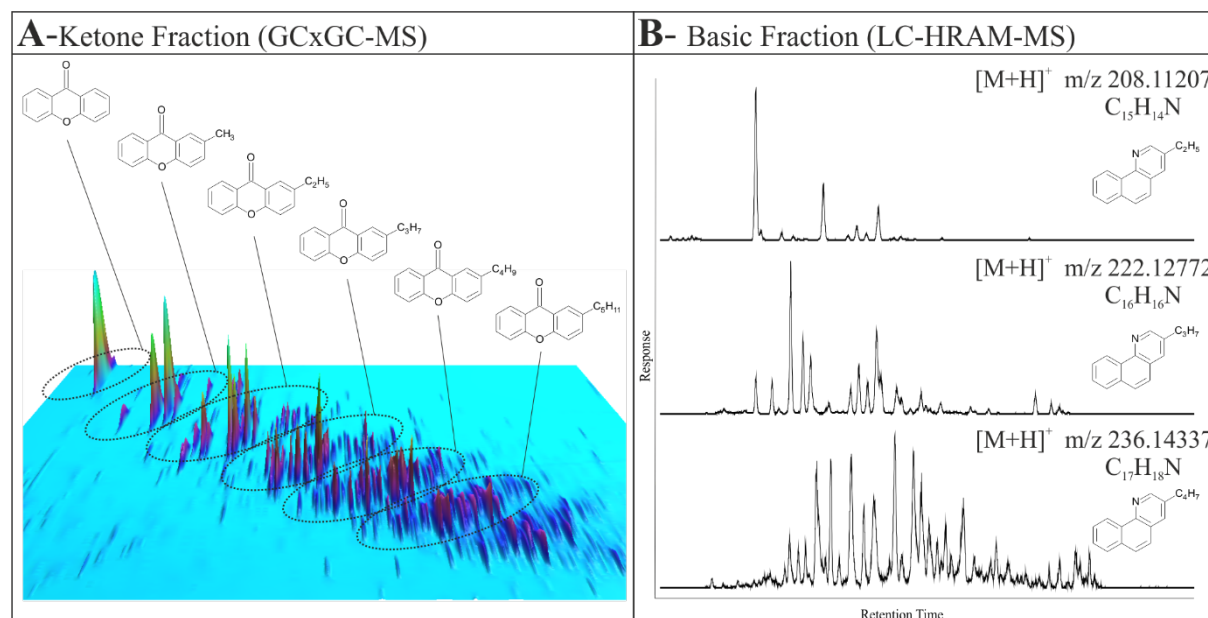 A-Ketone Fraction (GCxGC-MS)
O
O
O
CH₃
O
O
C₂H₅
O
O
C₃H₇
O
O
C₄H₉
O
O
C₅H₁₁
O
B- Basic Fraction (LC-HRAM-MS)
[M+H]⁺ m/z 208.11207
C₁₅H₁₄N
N
C₂H₅
[M+H]⁺ m/z 222.12772
C₁₆H₁₆N
N
C₃H₇
[M+H]⁺ m/z 236.14337
C₁₇H₁₈N
N
C₄H₇
Response
Retention Time